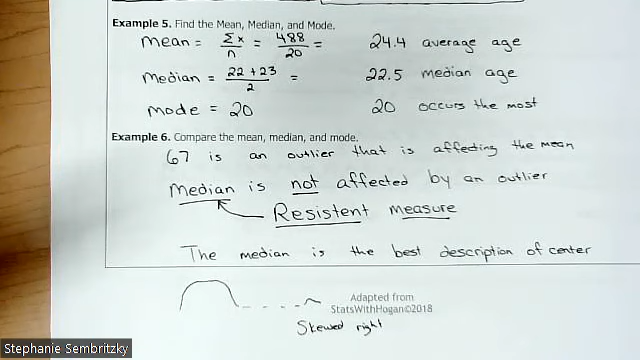 Example 5. Find the Mean, Median, and Mode.
Mean = Σx/n = 488/20 = 24.4 average age
Median = 22+23/2 = 22.5 median age
Mode = 20 20 occurs the most
Example 6. Compare the mean, median, and mode.
67 is an outlier that is affecting the mean
Median is not affected by an outlier
Resistent measure
The median is the best description of center
Adapted from
StatsWithHogan©2018
Skewed right
Stephanie Sembritzky